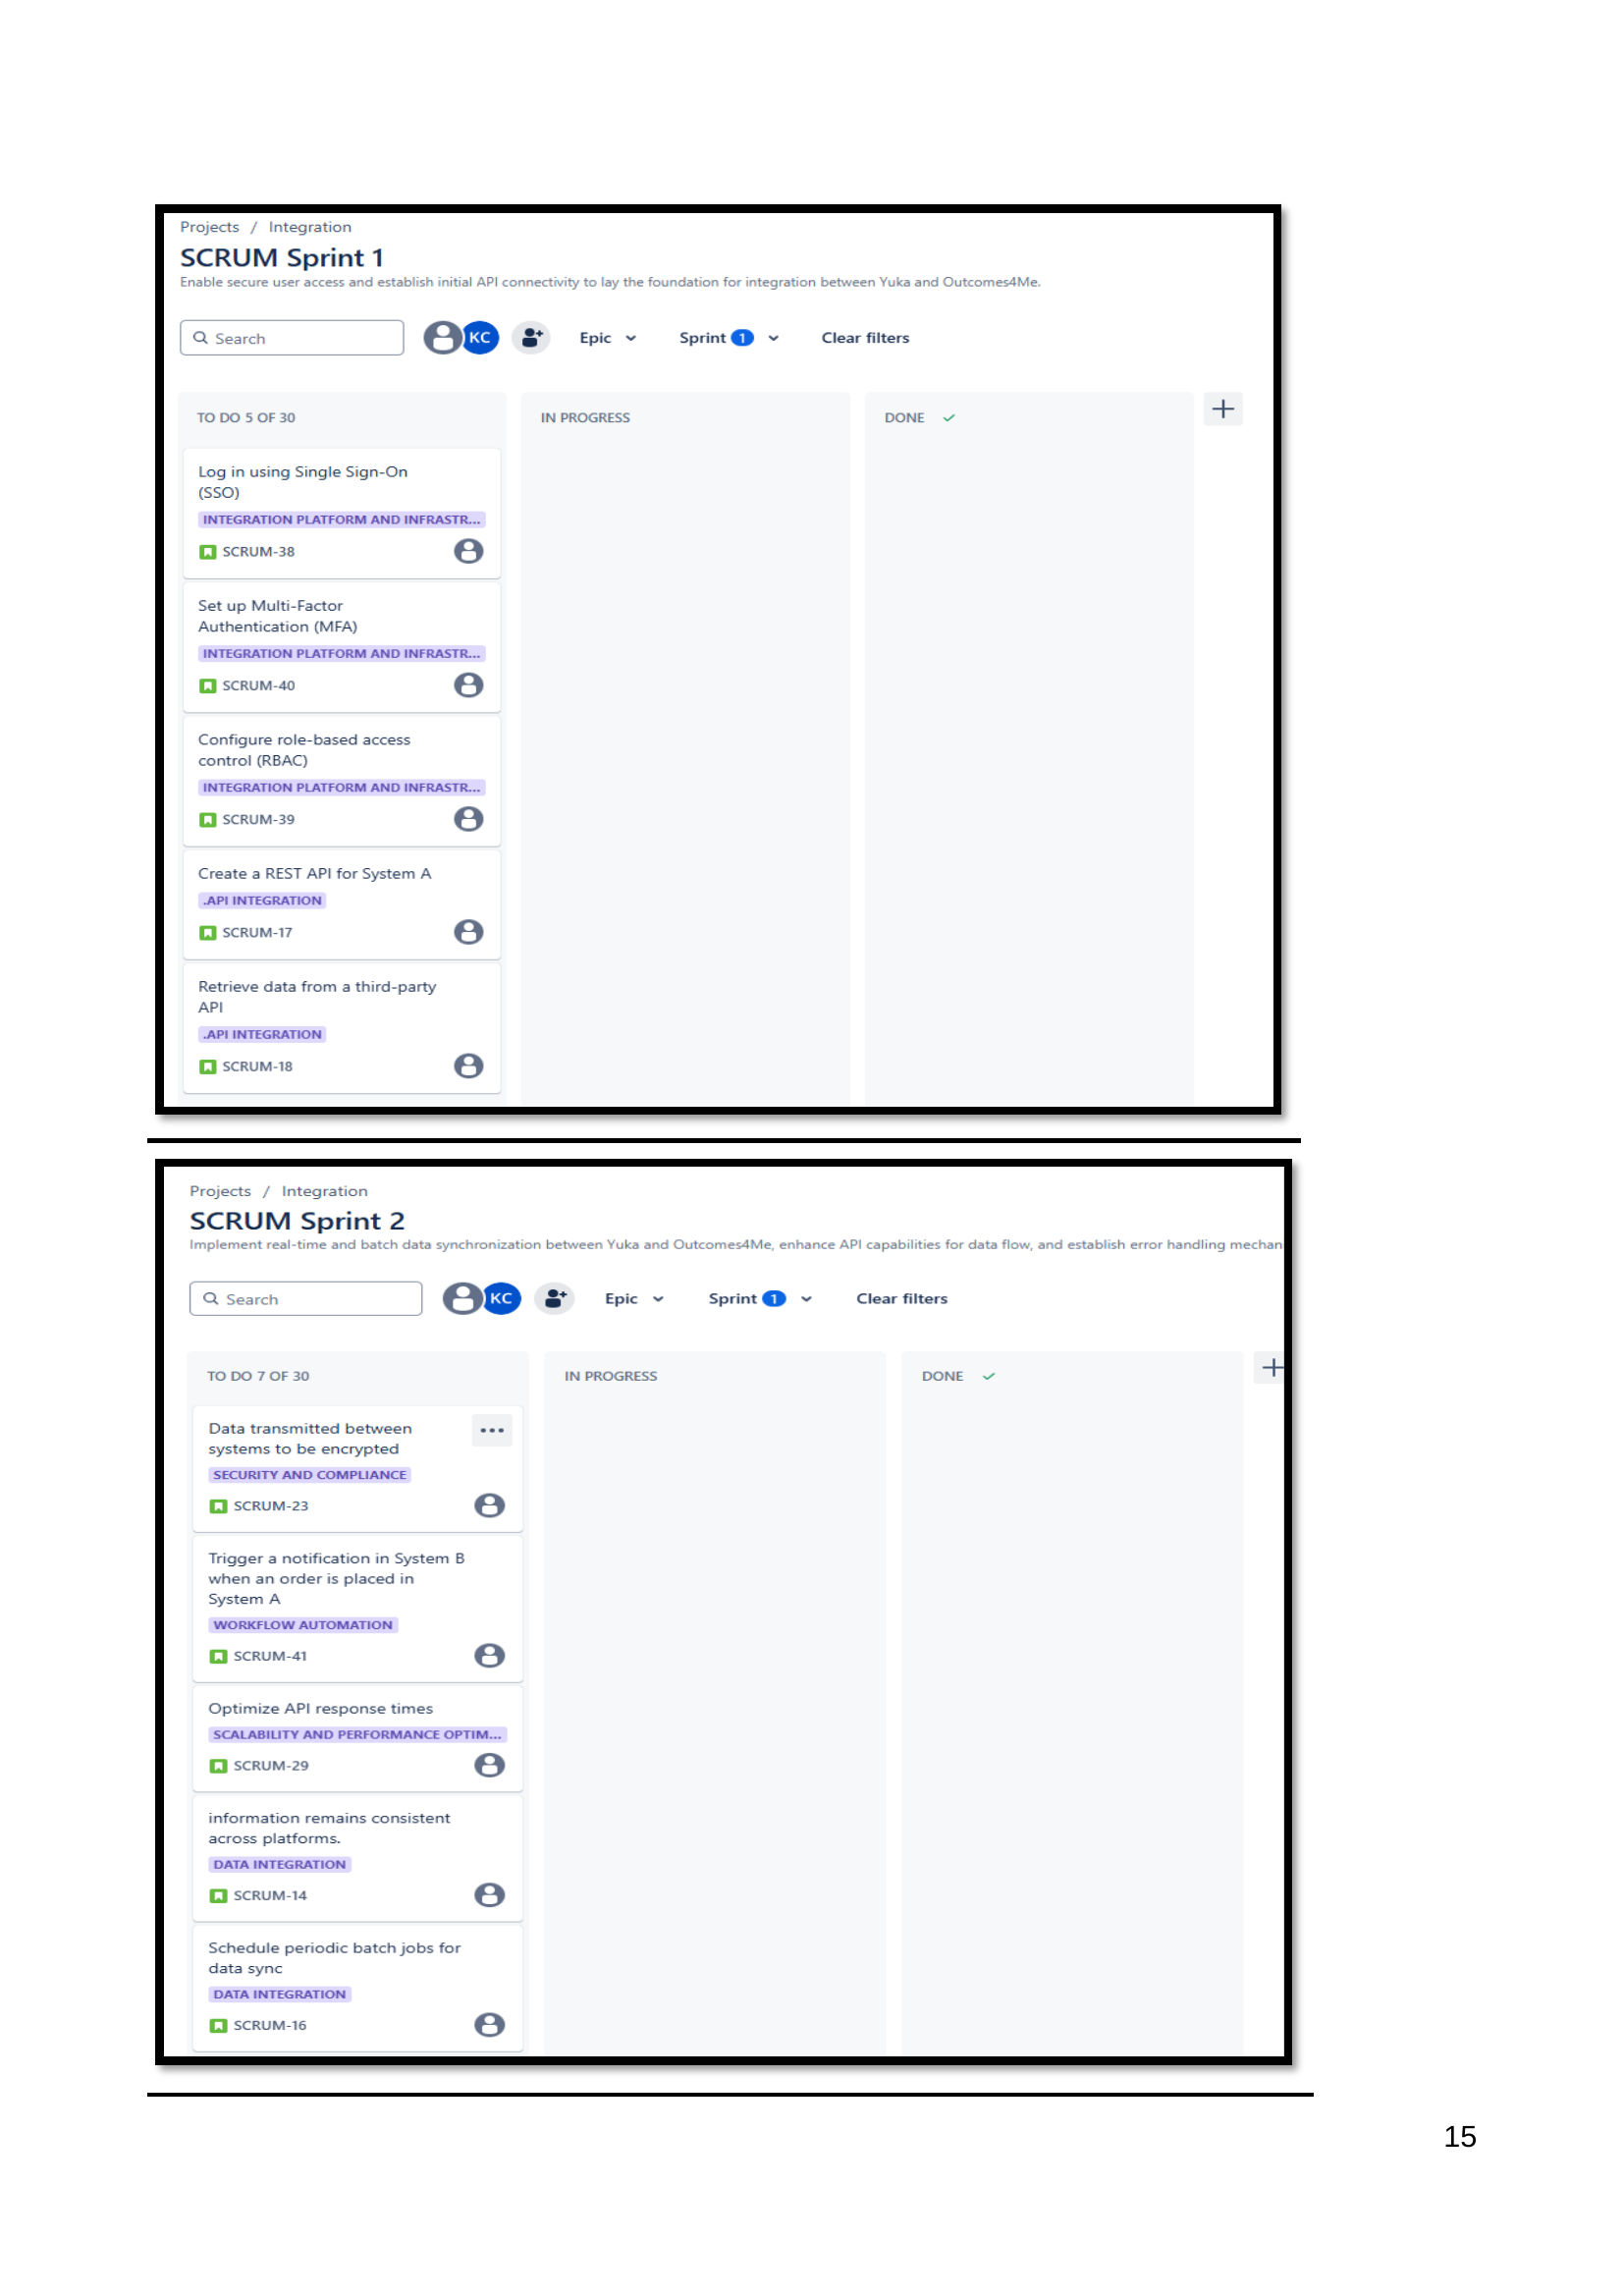 Projects / Integration
SCRUM Sprint 1
Enable secure user access and establish initial API connectivity to lay the foundation for integration between Yuka and Outcomes4Me.
Search
KC
Epic
Sprint 1
Clear filters
TO DO 5 OF 30
IN PROGRESS
DONE
Log in using Single Sign-On
(SSO)
INTEGRATION PLATFORM AND INFRASTR...
SCRUM-38
Set up Multi-Factor
Authentication (MFA)
INTEGRATION PLATFORM AND INFRASTR...
SCRUM-40
Configure role-based access
control (RBAC)
INTEGRATION PLATFORM AND INFRASTR...
SCRUM-39
Create a REST API for System A
.API INTEGRATION
SCRUM-17
Retrieve data from a third-party
API
.API INTEGRATION
SCRUM-18
Projects / Integration
SCRUM Sprint 2
Implement real-time and batch data synchronization between Yuka and Outcomes4Me, enhance API capabilities for data flow, and establish error handling mechan
Search
KC
Epic
Sprint 1
Clear filters
TO DO 7 OF 30
IN PROGRESS
DONE
Data transmitted between
systems to be encrypted
SECURITY AND COMPLIANCE
SCRUM-23
Trigger a notification in System B
when an order is placed in
System A
WORKFLOW AUTOMATION
SCRUM-41
Optimize API response times
SCALABILITY AND PERFORMANCE OPTIM...
SCRUM-29
information remains consistent
across platforms.
DATA INTEGRATION
SCRUM-14
Schedule periodic batch jobs for
data sync
DATA INTEGRATION
SCRUM-16
15